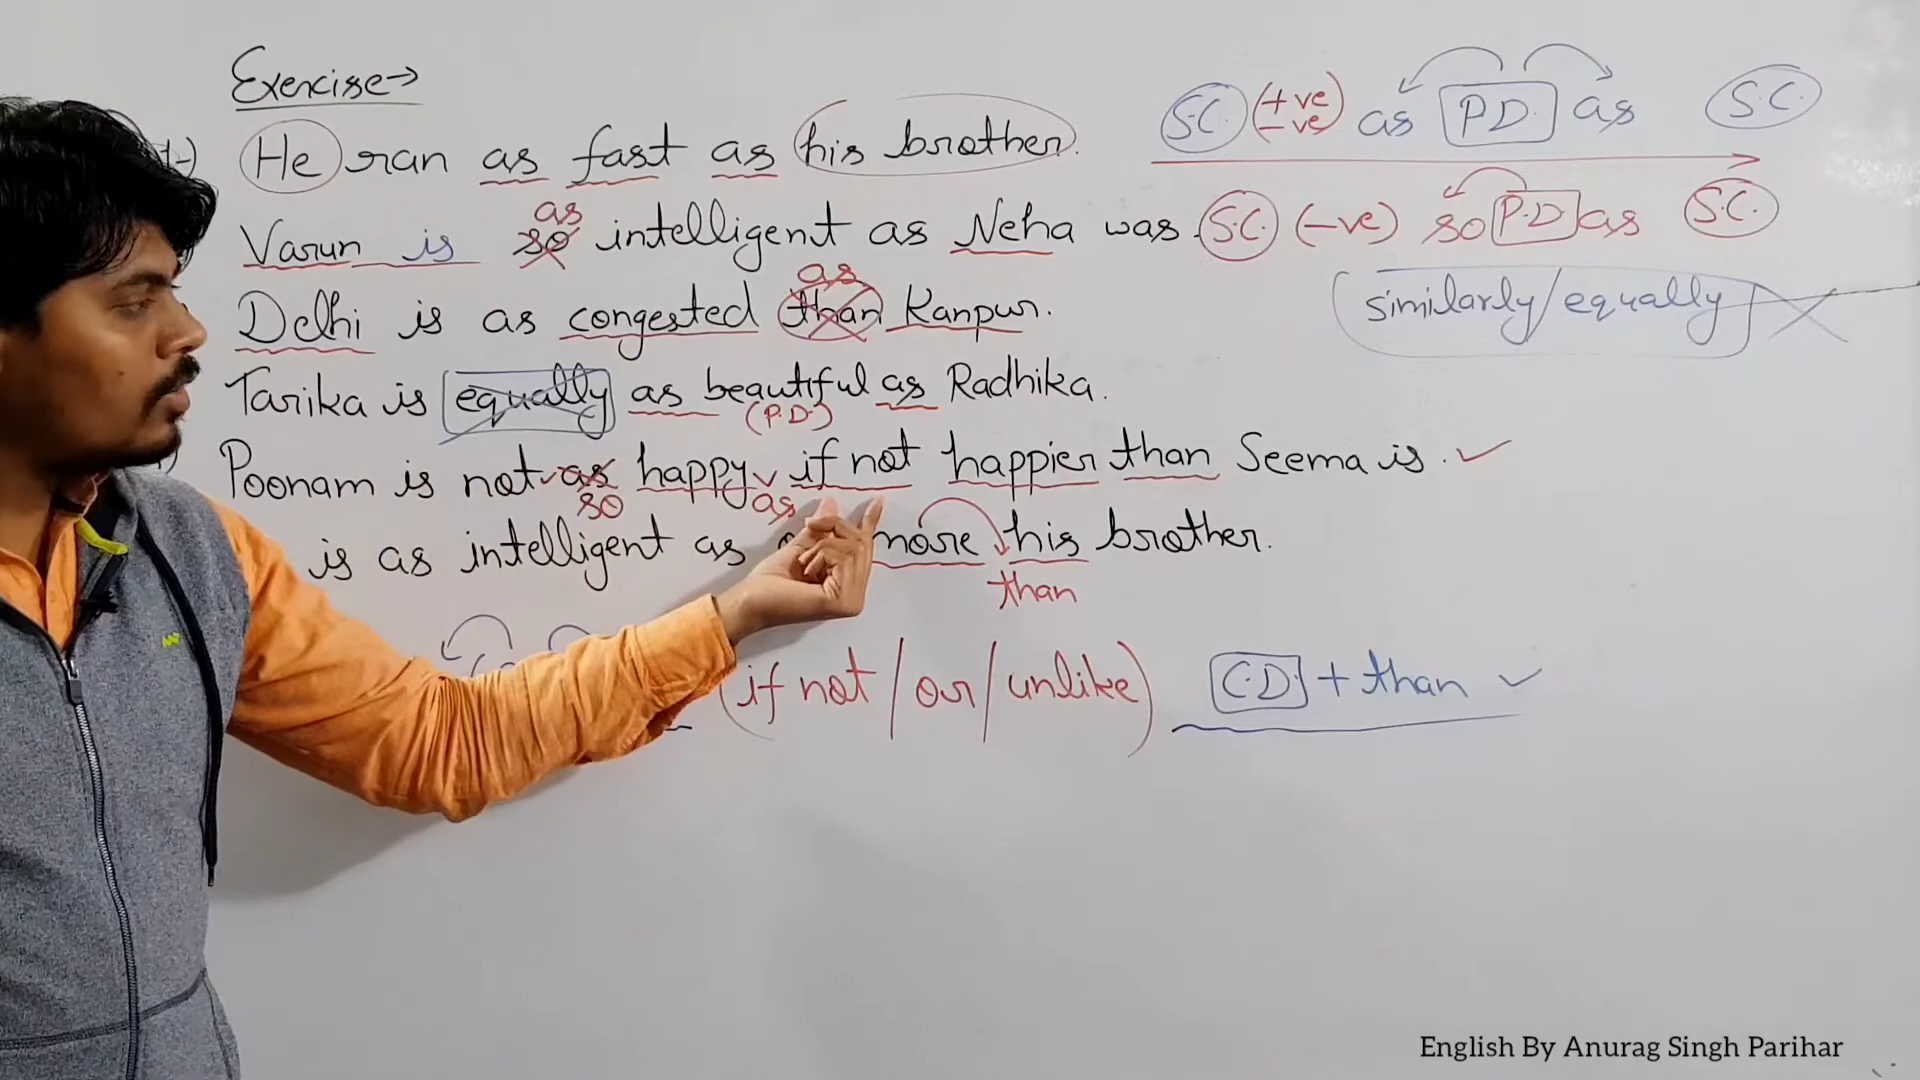 Exercise→
1-) He ran as fast as his brother.
as
Varun is so intelligent as Neha was.
as
Delhi is as congested than Kanpur.
Tarika is equally as beautiful as Radhika.
(P.D.)
Poonam is not as happy if not happier than Seema is. ✓
so as
is as intelligent as more his brother.
than
(if not / or / unlike) C.D. + than ✓
S.C. (+ve -ve) as P.D. as S.C.
S.C. (-ve) so P.D. as S.C.
similarly/equally
English By Anurag Singh Parihar